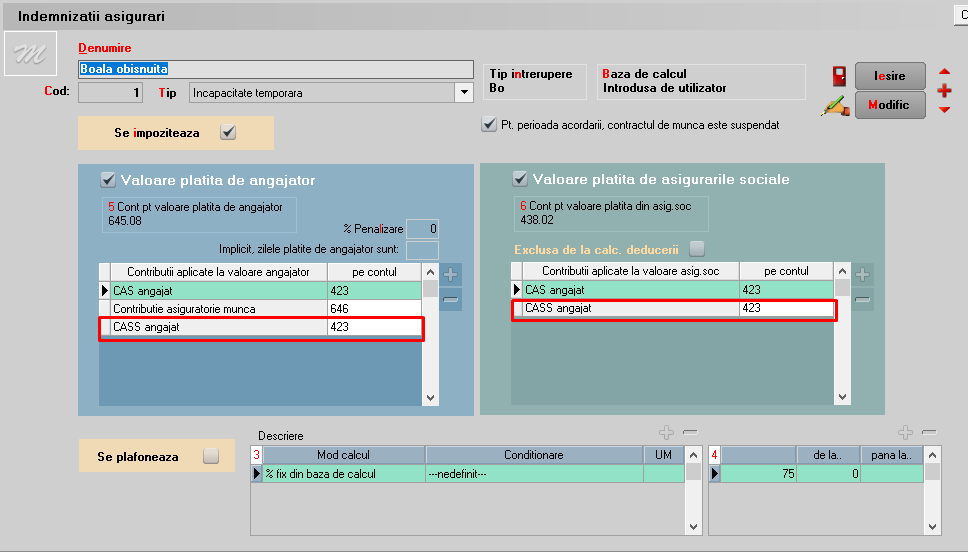 Indemnizatii asigurari
Denumire
Boala obisnuita
Cod: 1 Tip Incapacitate temporara
Tip intrerupere
Bo
Baza de calcul
Introdusa de utilizator
Iesire
Modific
Se impoziteaza
Pt. perioada acordarii, contractul de munca este suspendat
Valoare platita de angajator
5 Cont pt valoare platita de angajator
645.08
% Penalizare 0
Implicit, zilele platite de angajator sunt:
Contributii aplicate la valoare angajator pe contul
CAS angajat 423
Contributie asiguratorie munca 646
CASS angajat 423
Valoare platita de asigurarile sociale
6 Cont pt valoare platita din asig.soc
438.02
Exclusa de la calc. deducerii
Contributii aplicate la valoare asig.soc pe contul
CAS angajat 423
CASS angajat 423
Se plafoneaza
Descriere
3 Mod calcul Conditionare UM
% fix din baza de calcul ---nedefinit---
4 de la.. pana la..
75 0